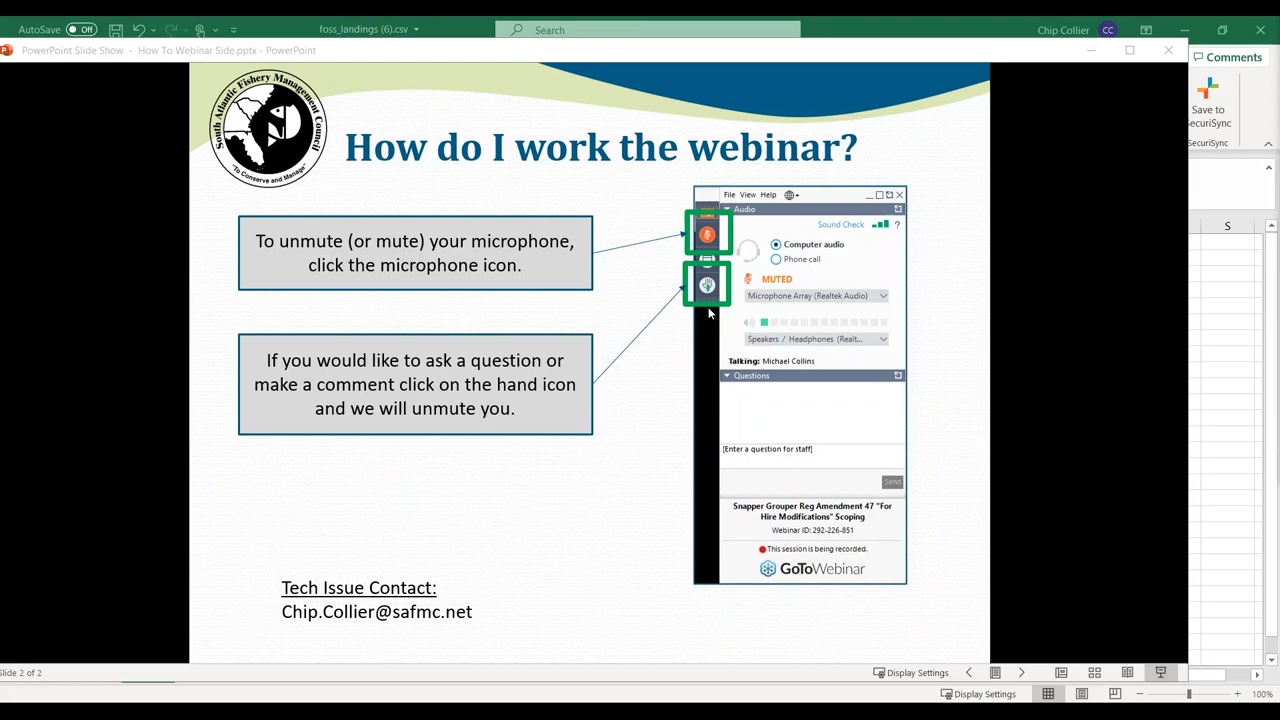 AutoSave Off
foss_landings (6).csv
Search
Chip Collier CC
PowerPoint Slide Show - How To Webinar Side.pptx - PowerPoint
Comments
Save to
SecuriSync
SecuriSync
S
South Atlantic Fishery Management Council
"To Conserve and Manage"
How do I work the webinar?
To unmute (or mute) your microphone,
click the microphone icon.
If you would like to ask a question or
make a comment click on the hand icon
and we will unmute you.
File View Help
Audio
Sound Check ?
Computer audio
Phone call
MUTED
Microphone Array (Realtek Audio)
Speakers / Headphones (Realt...
Talking: Michael Collins
Questions
[Enter a question for staff]
Send
Snapper Grouper Reg Amendment 47 "For
Hire Modifications" Scoping
Webinar ID: 292-226-851
This session is being recorded.
GoToWebinar
Tech Issue Contact:
Chip.Collier@safmc.net
Slide 2 of 2
Display Settings
Display Settings
100%